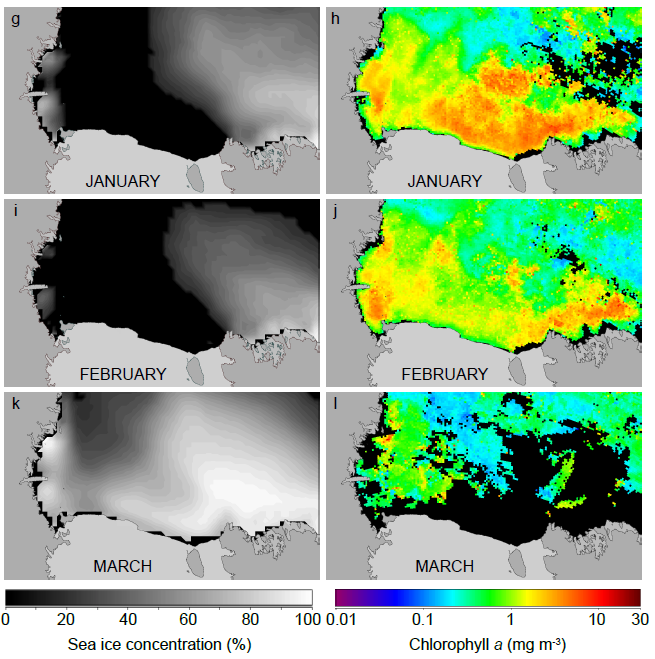 g
h
JANUARY
JANUARY
i
j
FEBRUARY
FEBRUARY
k
l
MARCH
MARCH
0 20 40 60 80 100
0.01 0.1 1 10 30
Sea ice concentration (%)
Chlorophyll a (mg m-3)